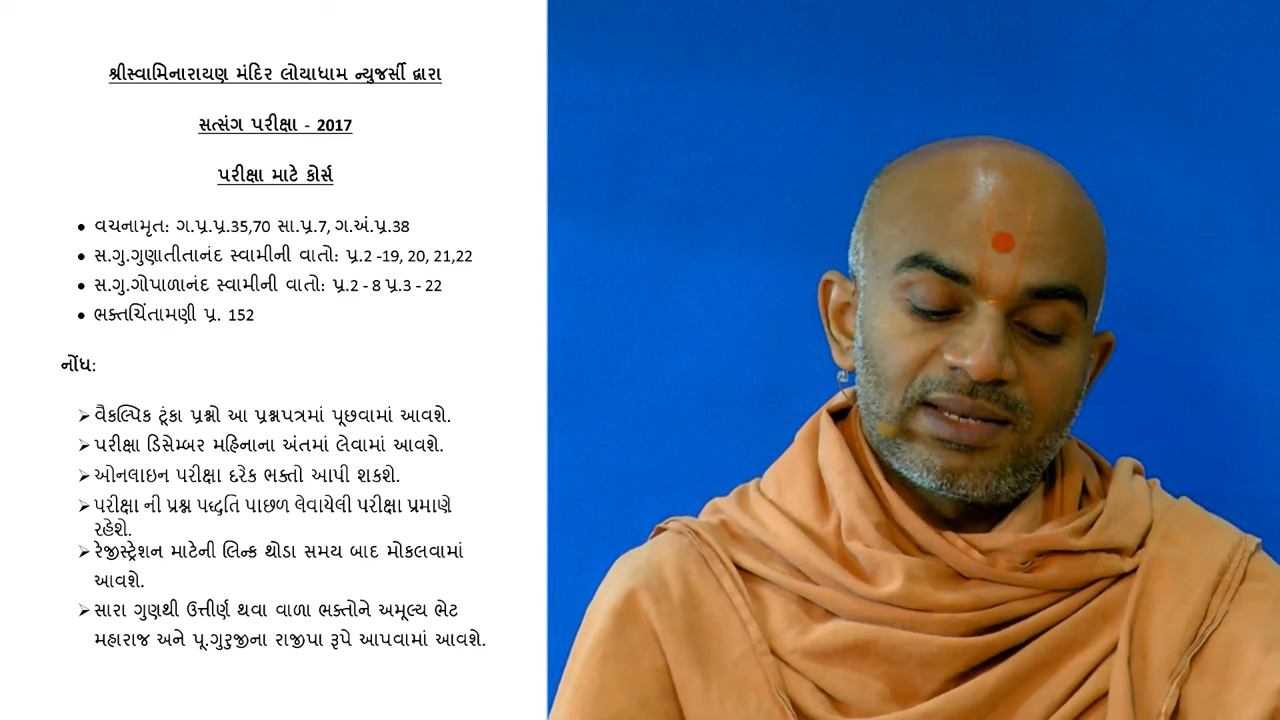 શ્રીસ્વામિનારાયણ મંદિર લોયાધામ ન્યુજર્સી દ્વારા
સત્સંગ પરીક્ષા - 2017
પરીક્ષા માટે કોર્સ
• વચનામૃત: ગ.પ્ર.પ્ર.35,70 સા.પ્ર.7, ગ.અં.પ્ર.38
• સ.ગુ.ગુણાતીતાનંદ સ્વામીની વાતો: પ્ર.2 -19, 20, 21,22
• સ.ગુ.ગોપાળાનંદ સ્વામીની વાતો: પ્ર.2 - 8 પ્ર.3 - 22
• ભક્તચિંતામણી પ્ર. 152
નોંધ:
➢ વૈકલ્પિક ટૂંકા પ્રશ્નો આ પ્રશ્નપત્રમાં પૂછવામાં આવશે.
➢ પરીક્ષા ડિસેમ્બર મહિનાના અંતમાં લેવામાં આવશે.
➢ ઓનલાઇન પરીક્ષા દરેક ભક્તો આપી શકશે.
➢ પરીક્ષા ની પ્રશ્ન પદ્ધતિ પાછળ લેવાયેલી પરીક્ષા પ્રમાણે
રહેશે.
➢ રેજીસ્ટ્રેશન માટેની લિન્ક થોડા સમય બાદ મોકલવામાં
આવશે.
➢ સારા ગુણથી ઉત્તીર્ણ થવા વાળા ભક્તોને અમૂલ્ય ભેટ
મહારાજ અને પૂ.ગુરુજીના રાજીપા રૂપે આપવામાં આવશે.